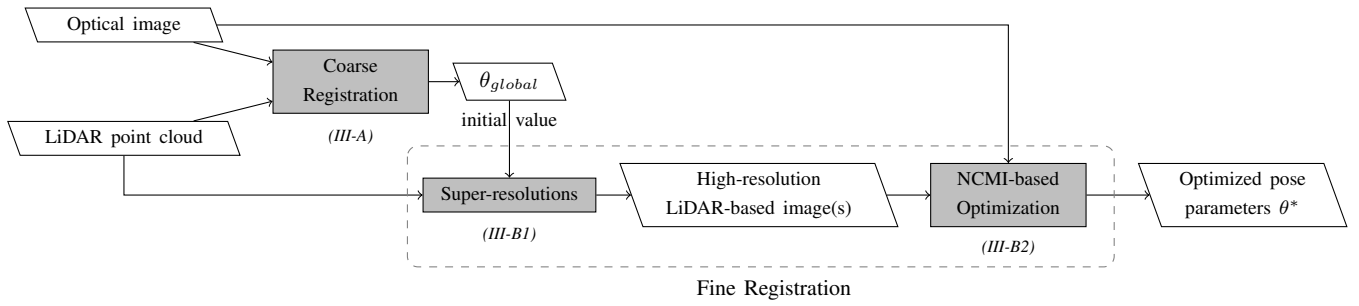 Optical image
Coarse
Registration
(III-A)
θ_global
initial value
LiDAR point cloud
Super-resolutions
(III-B1)
High-resolution
LiDAR-based image(s)
NCMI-based
Optimization
(III-B2)
Optimized pose
parameters θ*
Fine Registration